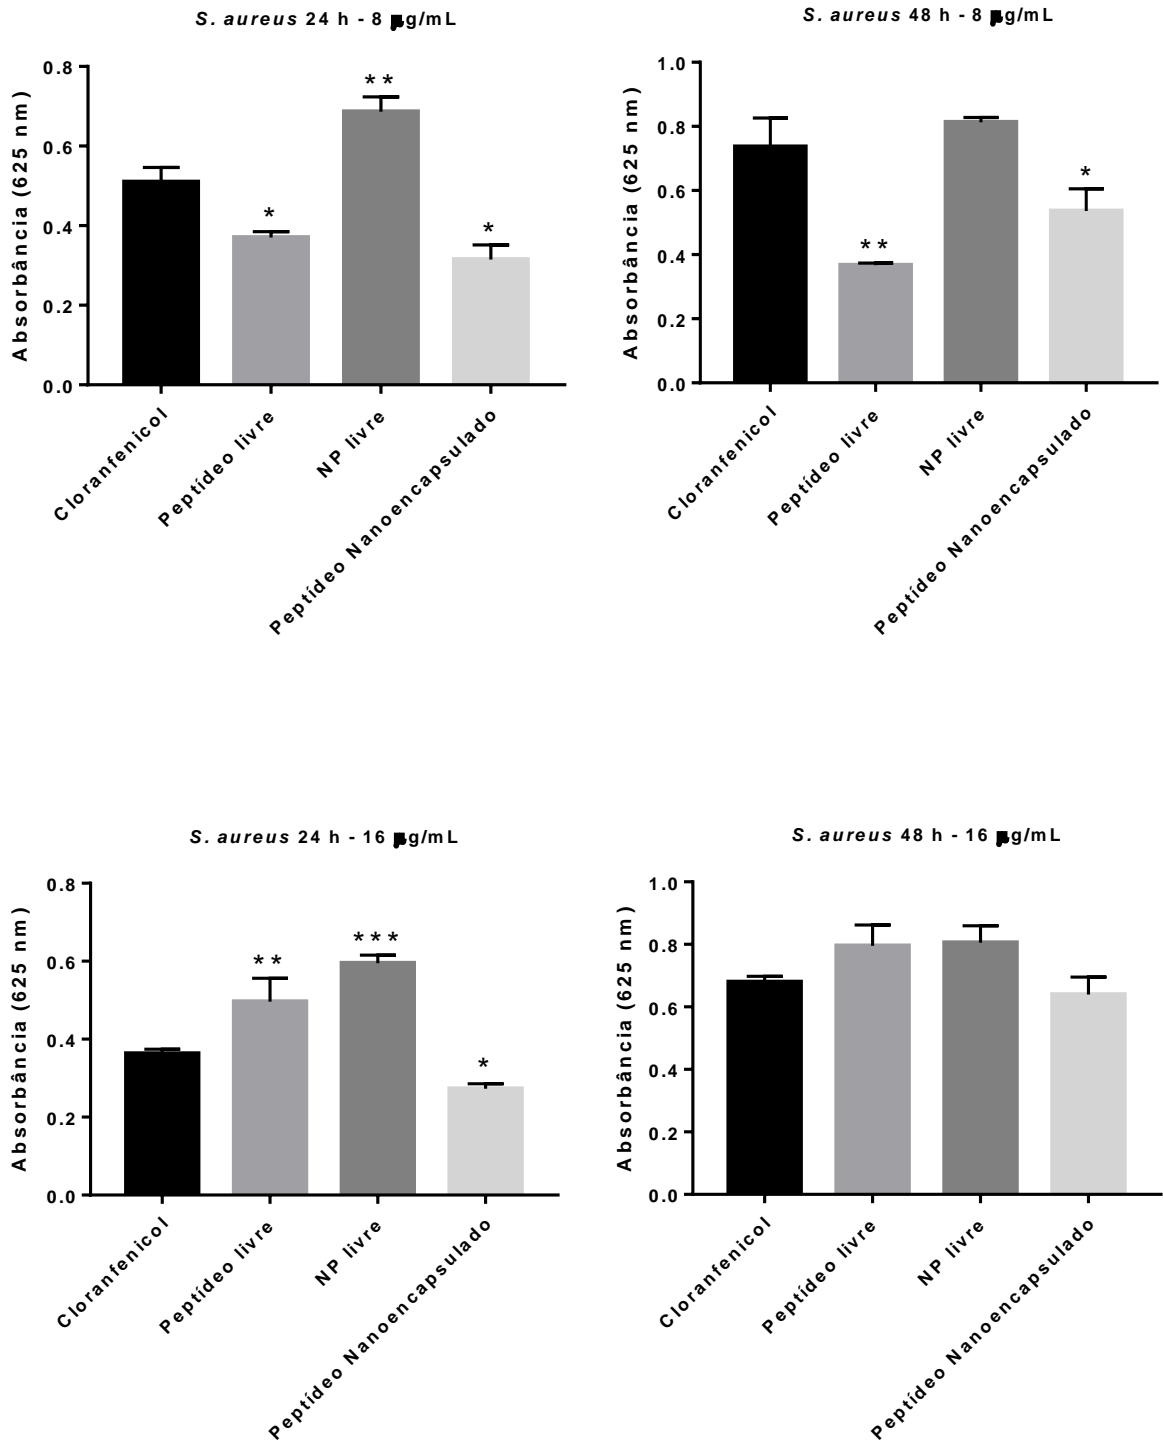 S. aureus 24 h - 8 µg/mL
Absorbância (625 nm)
0.8
0.6
0.4
0.2
0.0
**
*
*
Cloranfenicol
Peptídeo livre
NP livre
Peptídeo Nanoencapsulado
S. aureus 48 h - 8 µg/mL
Absorbância (625 nm)
1.0
0.8
0.6
0.4
0.2
0.0
**
*
Cloranfenicol
Peptídeo livre
NP livre
Peptídeo Nanoencapsulado
S. aureus 24 h - 16 µg/mL
Absorbância (625 nm)
0.8
0.6
0.4
0.2
0.0
**
***
*
Cloranfenicol
Peptídeo livre
NP livre
Peptídeo Nanoencapsulado
S. aureus 48 h - 16 µg/mL
Absorbância (625 nm)
1.0
0.8
0.6
0.4
0.2
0.0
Cloranfenicol
Peptídeo livre
NP livre
Peptídeo Nanoencapsulado